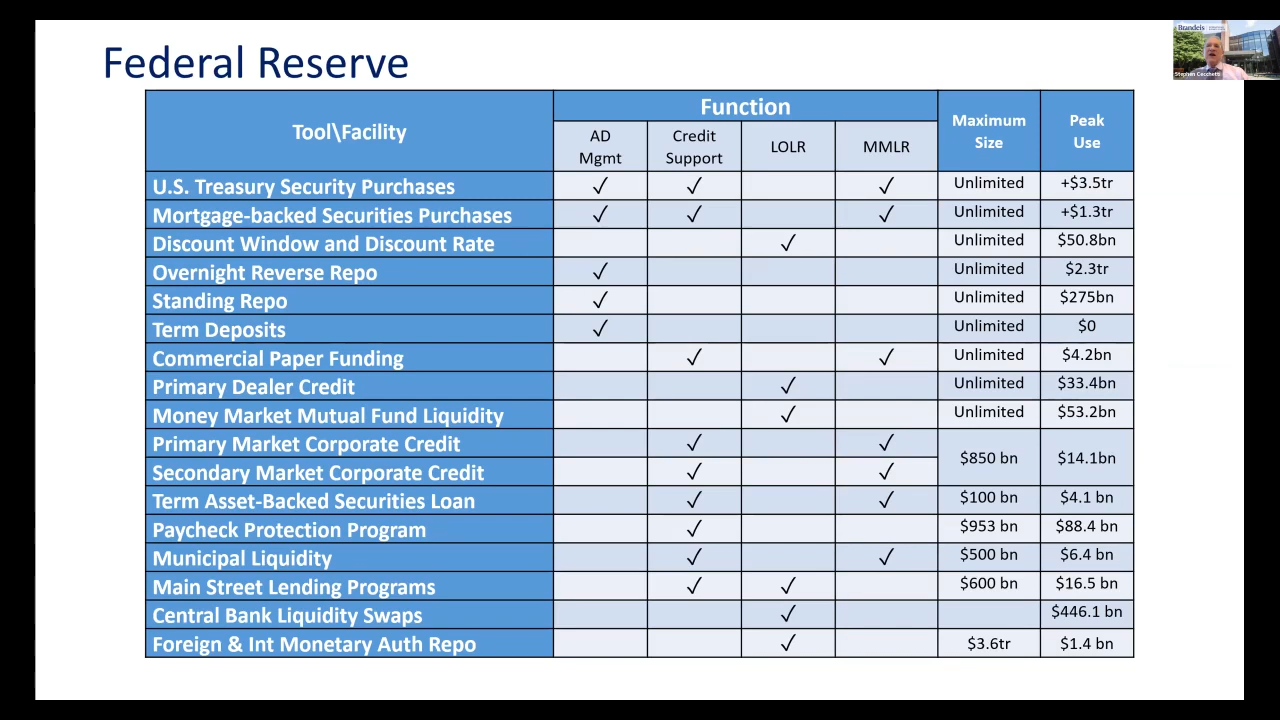 Federal Reserve
Brandeis
Stephen Cecchetti
Tool\Facility
Function
Maximum
Size
Peak
Use
AD
Mgmt
Credit
Support
LOLR
MMLR
U.S. Treasury Security Purchases ✓ ✓ ✓ Unlimited +$3.5tr
Mortgage-backed Securities Purchases ✓ ✓ ✓ Unlimited +$1.3tr
Discount Window and Discount Rate ✓ Unlimited $50.8bn
Overnight Reverse Repo ✓ Unlimited $2.3tr
Standing Repo ✓ Unlimited $275bn
Term Deposits ✓ Unlimited $0
Commercial Paper Funding ✓ ✓ Unlimited $4.2bn
Primary Dealer Credit ✓ Unlimited $33.4bn
Money Market Mutual Fund Liquidity ✓ Unlimited $53.2bn
Primary Market Corporate Credit ✓ ✓
$850 bn $14.1bn
Secondary Market Corporate Credit ✓ ✓
Term Asset-Backed Securities Loan ✓ ✓ $100 bn $4.1 bn
Paycheck Protection Program ✓ $953 bn $88.4 bn
Municipal Liquidity ✓ ✓ $500 bn $6.4 bn
Main Street Lending Programs ✓ ✓ $600 bn $16.5 bn
Central Bank Liquidity Swaps ✓ $446.1 bn
Foreign & Int Monetary Auth Repo ✓ $3.6tr $1.4 bn